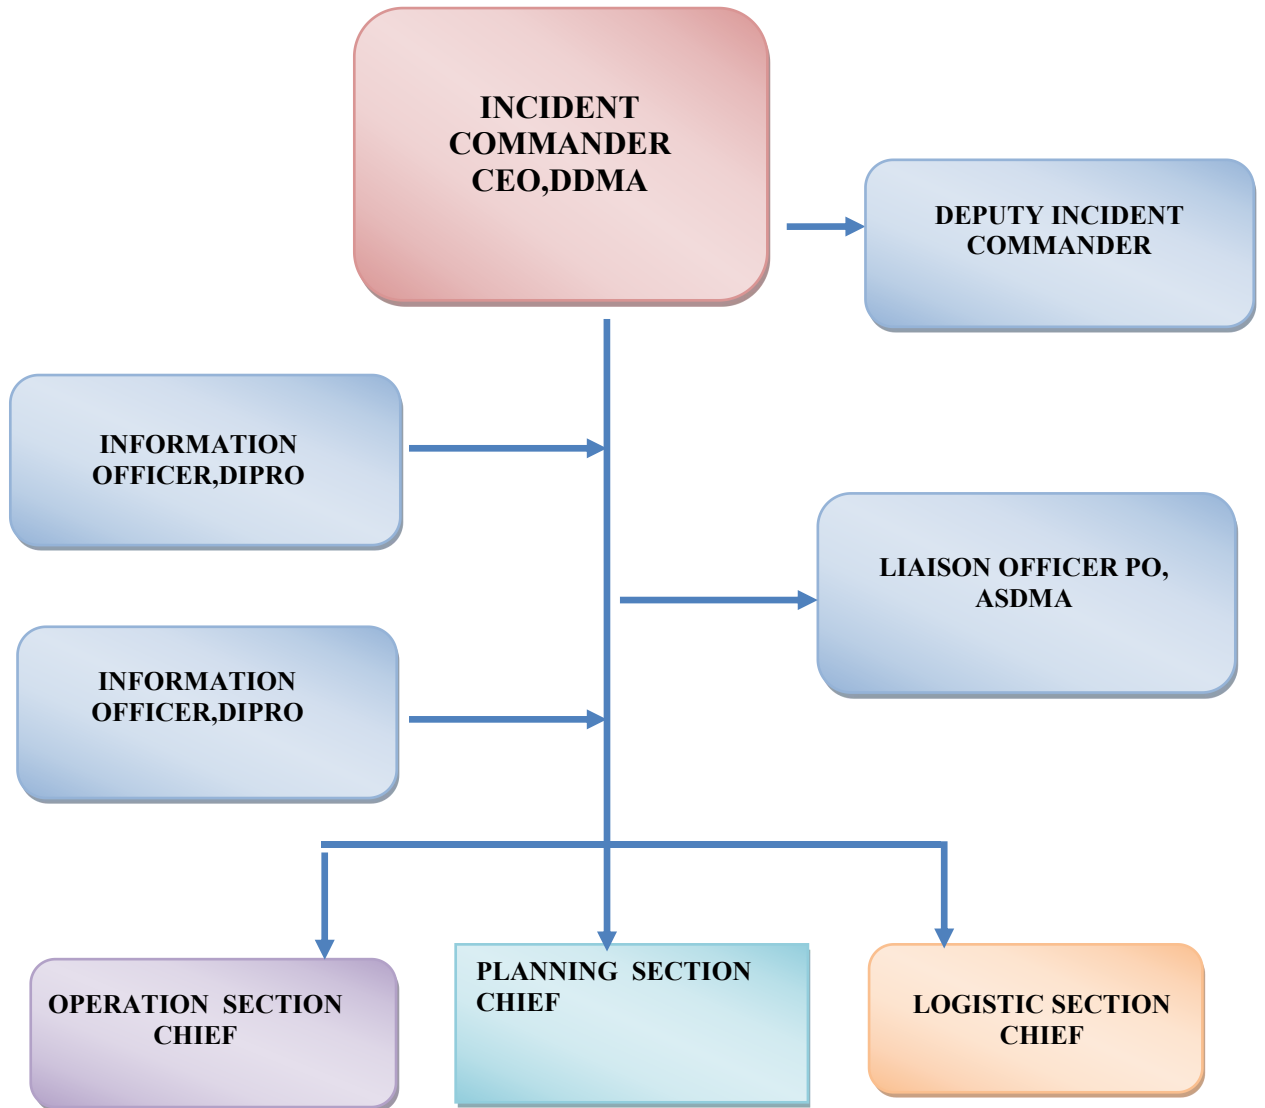 INCIDENT
COMMANDER
CEO,DDMA
DEPUTY INCIDENT
COMMANDER
INFORMATION
OFFICER,DIPRO
LIAISON OFFICER PO,
ASDMA
INFORMATION
OFFICER,DIPRO
OPERATION SECTION
CHIEF
PLANNING SECTION
CHIEF
LOGISTIC SECTION
CHIEF